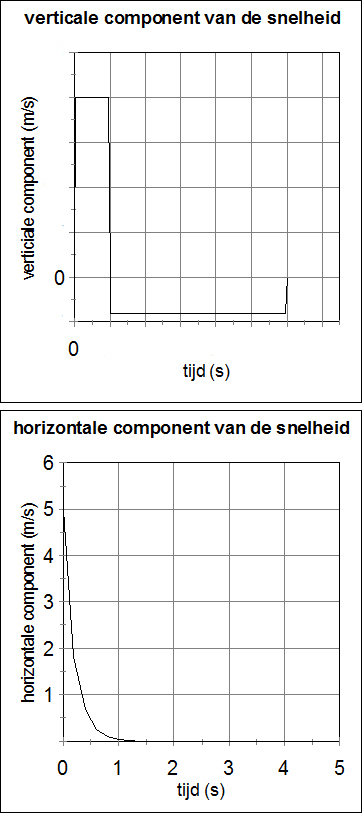 verticale component van de snelheid
verticiale component (m/s)
0
0
tijd (s)
horizontale component van de snelheid
horizontale component (m/s)
6
5
4
3
2
1
0 1 2 3 4 5
tijd (s)